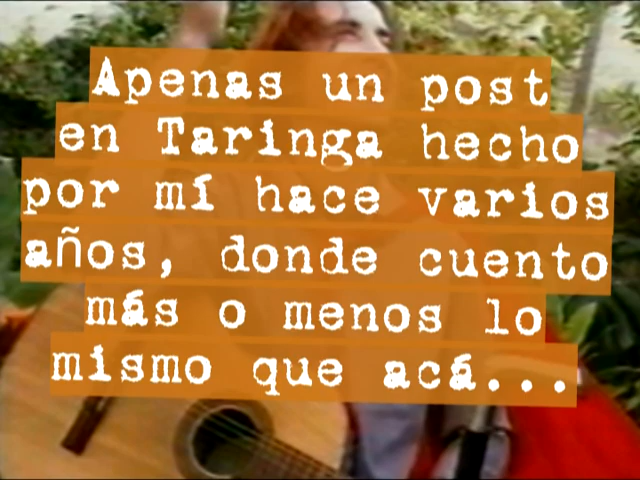 Apenas un post
en Taringa hecho
por mí hace varios
años, donde cuento
más o menos lo
mismo que acá...